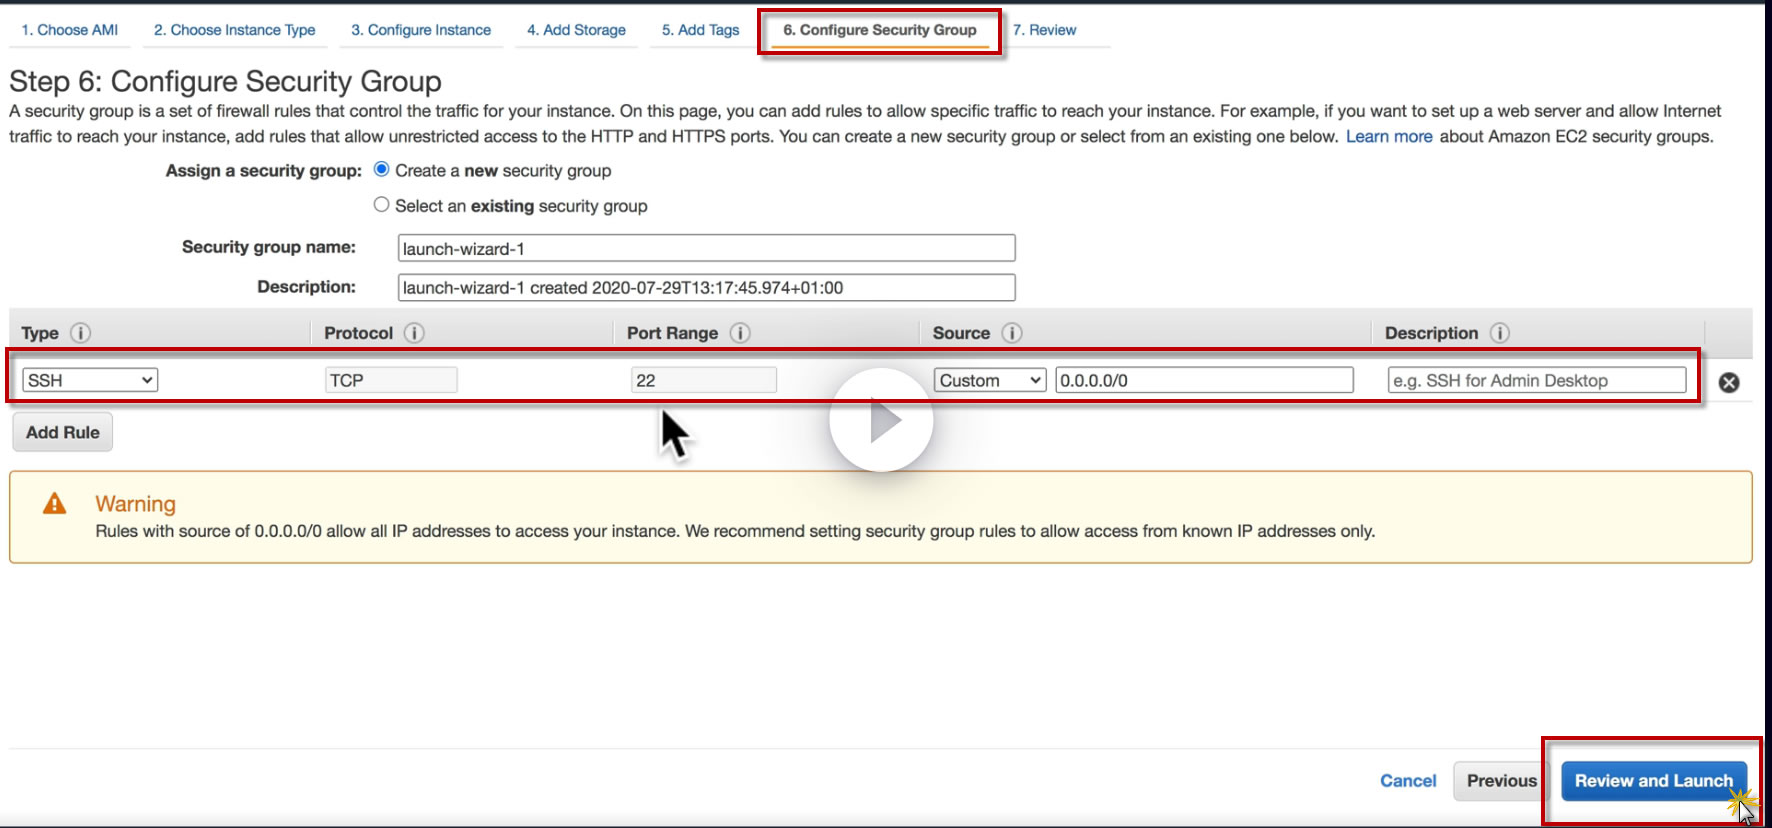 1. Choose AMI 2. Choose Instance Type 3. Configure Instance 4. Add Storage 5. Add Tags 6. Configure Security Group 7. Review
Step 6: Configure Security Group
A security group is a set of firewall rules that control the traffic for your instance. On this page, you can add rules to allow specific traffic to reach your instance. For example, if you want to set up a web server and allow Internet
traffic to reach your instance, add rules that allow unrestricted access to the HTTP and HTTPS ports. You can create a new security group or select from an existing one below. Learn more about Amazon EC2 security groups.
Assign a security group: Create a new security group
Select an existing security group
Security group name: launch-wizard-1
Description: launch-wizard-1 created 2020-07-29T13:17:45.974+01:00
Type i Protocol i Port Range i Source i Description i
SSH TCP 22 Custom 0.0.0.0/0 e.g. SSH for Admin Desktop
Add Rule
Warning
Rules with source of 0.0.0.0/0 allow all IP addresses to access your instance. We recommend setting security group rules to allow access from known IP addresses only.
Cancel Previous Review and Launch